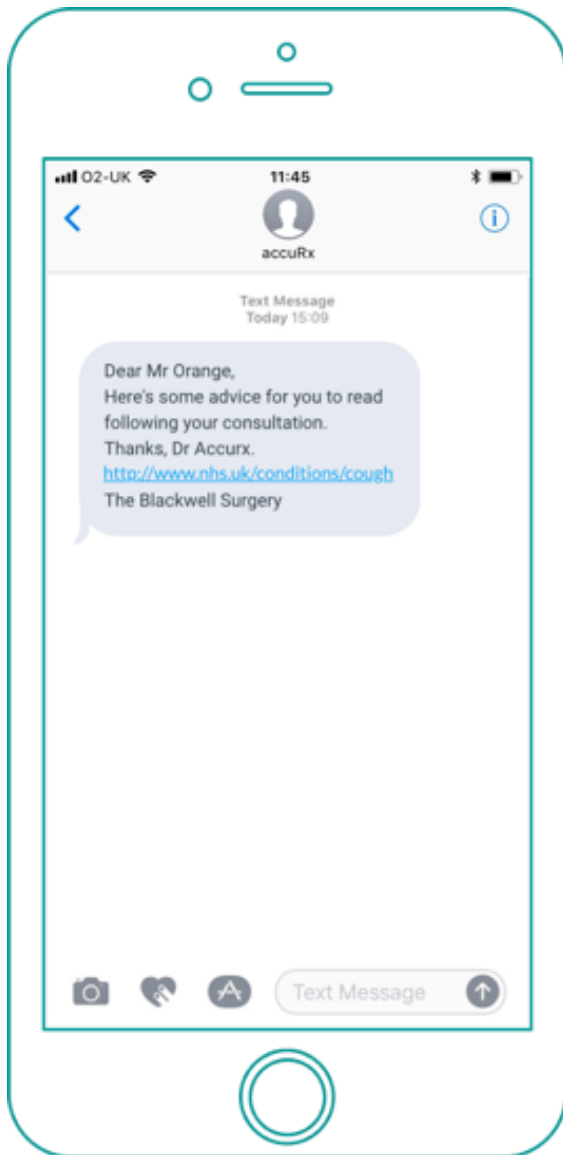 O2-UK 11:45
accuRx
Text Message
Today 15:09
Dear Mr Orange,
Here's some advice for you to read
following your consultation.
Thanks, Dr Accurx.
http://www.nhs.uk/conditions/cough
The Blackwell Surgery
Text Message